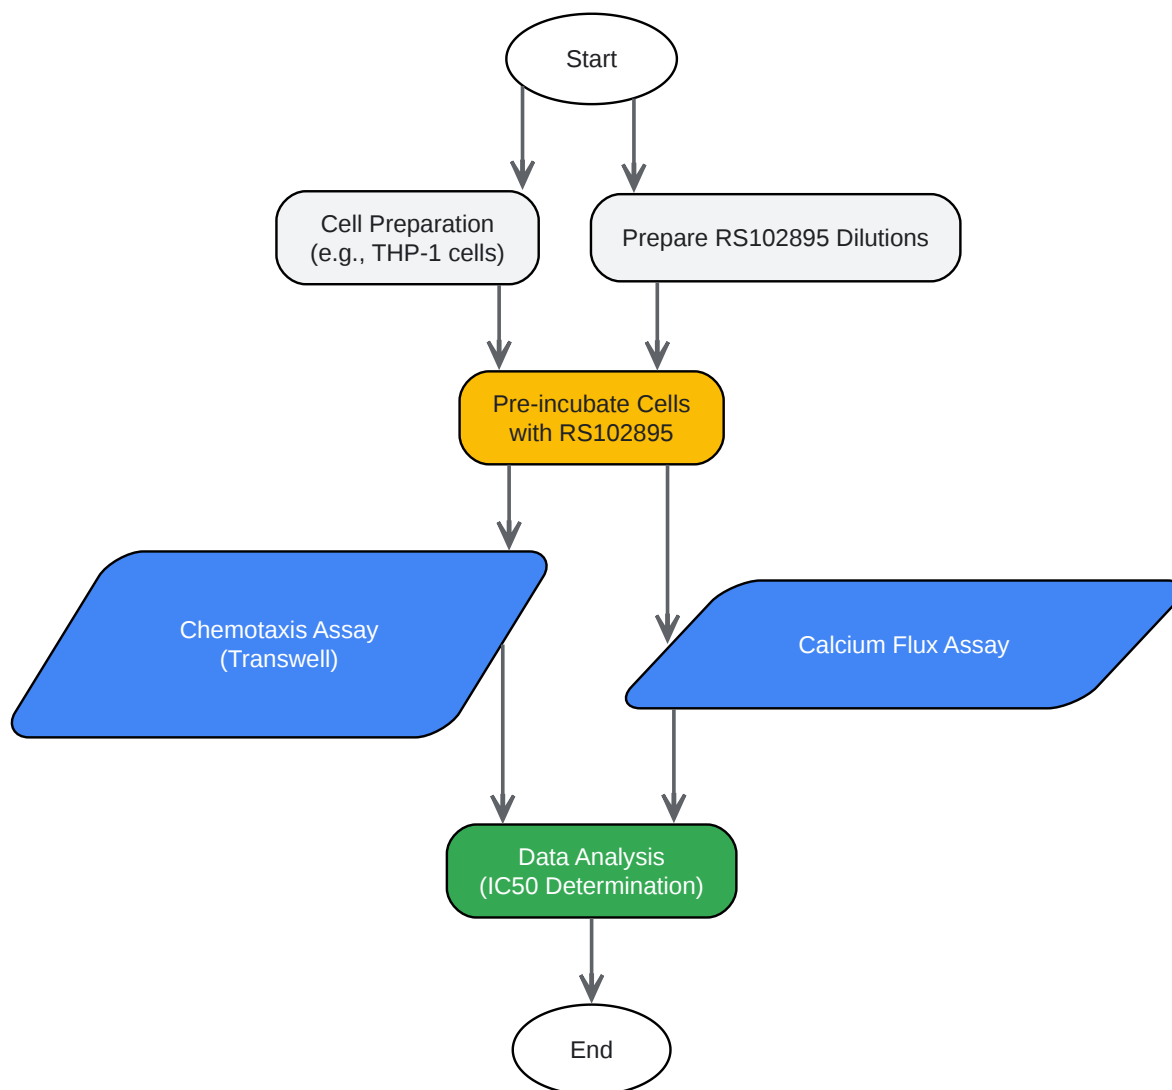 Start
Cell Preparation
(e.g., THP-1 cells)
Prepare RS102895 Dilutions
Pre-incubate Cells
with RS102895
Chemotaxis Assay
(Transwell)
Calcium Flux Assay
Data Analysis
(IC50 Determination)
End